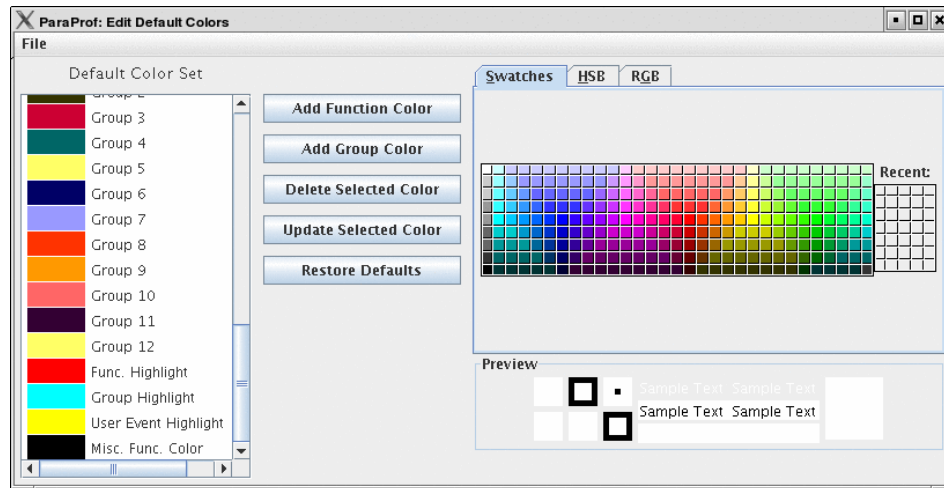 ParaProf: Edit Default Colors
File
Default Color Set
Group 2
Group 3
Group 4
Group 5
Group 6
Group 7
Group 8
Group 9
Group 10
Group 11
Group 12
Func. Highlight
Group Highlight
User Event Highlight
Misc. Func. Color
Add Function Color
Add Group Color
Delete Selected Color
Update Selected Color
Restore Defaults
Swatches HSB RGB
Recent:
Preview
Sample Text Sample Text
Sample Text Sample Text